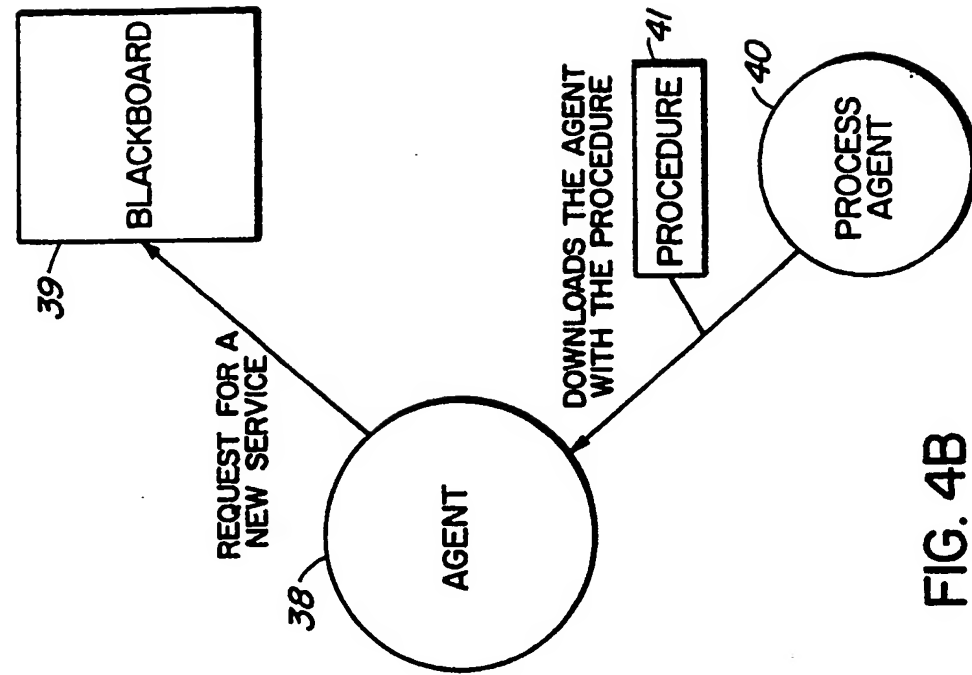 39
BLACKBOARD
REQUEST FOR A
NEW SERVICE
38
AGENT
DOWNLOADS THE AGENT
WITH THE PROCEDURE
41
PROCEDURE
40
PROCESS
AGENT
FIG. 4B